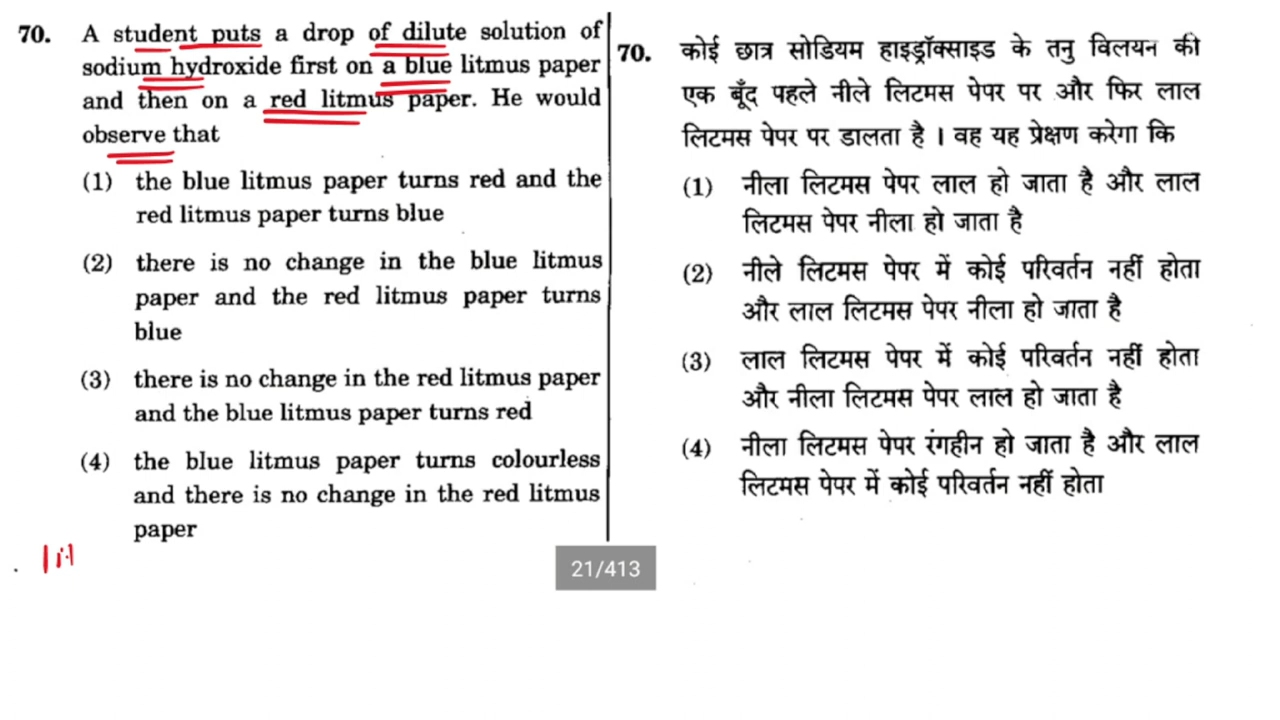 70. A student puts a drop of dilute solution of
sodium hydroxide first on a blue litmus paper
and then on a red litmus paper. He would
observe that
(1) the blue litmus paper turns red and the
red litmus paper turns blue
(2) there is no change in the blue litmus
paper and the red litmus paper turns
blue
(3) there is no change in the red litmus paper
and the blue litmus paper turns red
(4) the blue litmus paper turns colourless
and there is no change in the red litmus
paper
70. कोई छात्र सोडियम हाइड्रॉक्साइड के तनु विलयन की
एक बूँद पहले नीले लिटमस पेपर पर और फिर लाल
लिटमस पेपर पर डालता है । वह यह प्रेक्षण करेगा कि
(1) नीला लिटमस पेपर लाल हो जाता है और लाल
लिटमस पेपर नीला हो जाता है
(2) नीले लिटमस पेपर में कोई परिवर्तन नहीं होता
और लाल लिटमस पेपर नीला हो जाता है
(3) लाल लिटमस पेपर में कोई परिवर्तन नहीं होता
और नीला लिटमस पेपर लाल हो जाता है
(4) नीला लिटमस पेपर रंगहीन हो जाता है और लाल
लिटमस पेपर में कोई परिवर्तन नहीं होता
21/413